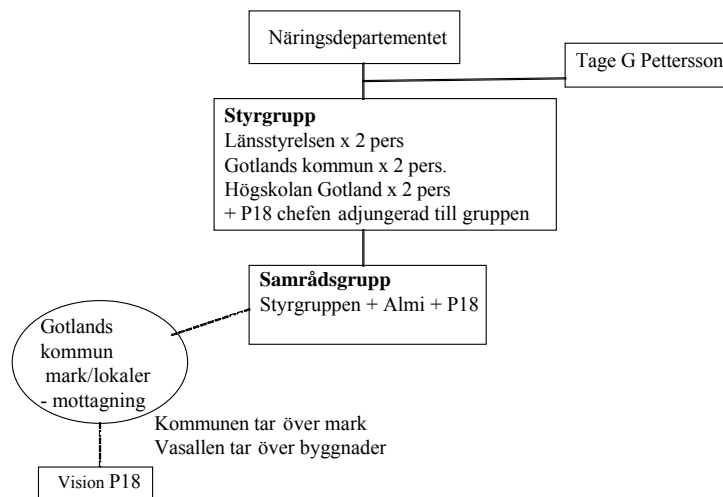 Näringsdepartementet
Tage G Pettersson
Styrgrupp
Länsstyrelsen x 2 pers
Gotlands kommun x 2 pers.
Högskolan Gotland x 2 pers
+ P18 chefen adjungerad till gruppen
Samrådsgrupp
Styrgruppen + Almi + P18
Gotlands
kommun
mark/lokaler
- mottagning
Kommunen tar över mark
Vasallen tar över byggnader
Vision P18